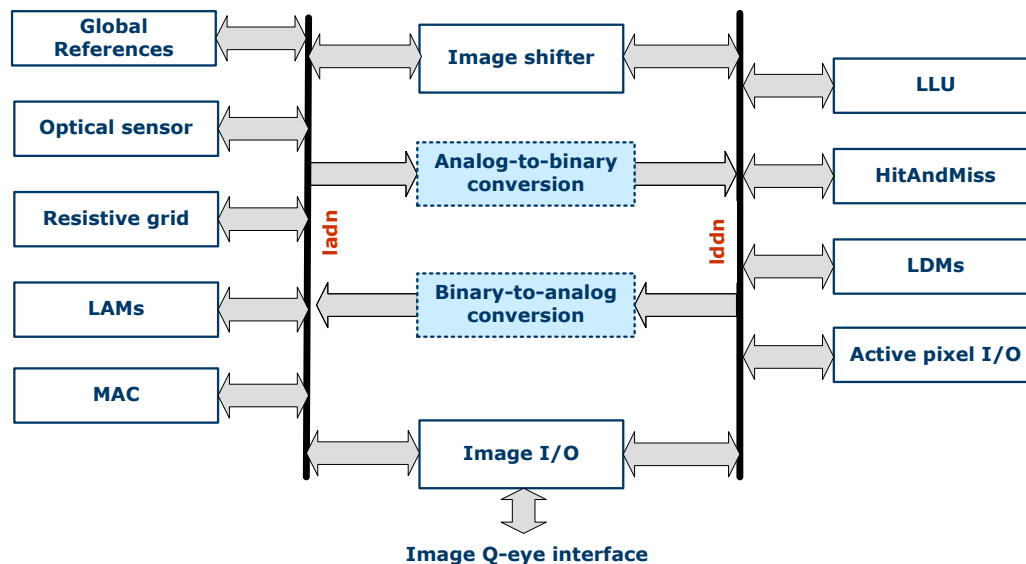 Global
References
Image shifter
LLU
Optical sensor
Analog-to-binary
conversion
HitAndMiss
Resistive grid
ladn
lddn
LDMs
LAMs
Binary-to-analog
conversion
Active pixel I/O
MAC
Image I/O
Image Q-eye interface